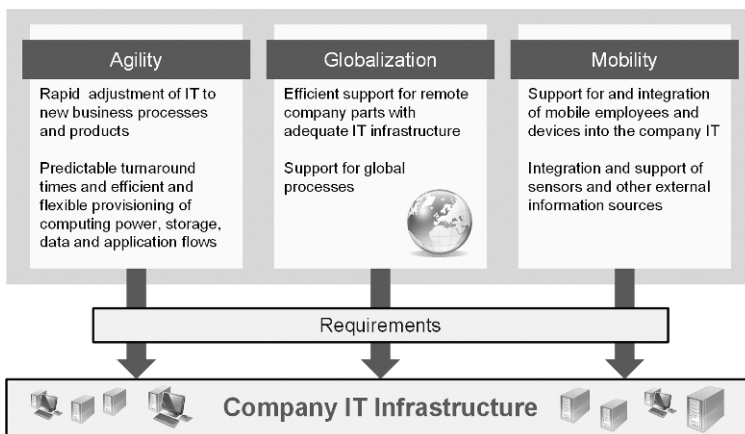 Agility
Rapid adjustment of IT to
new business processes
and products
Predictable turnaround
times and efficient and
flexible provisioning of
computing power, storage,
data and application flows
Globalization
Efficient support for remote
company parts with
adequate IT infrastructure
Support for global
processes
Mobility
Support for and integration
of mobile employees and
devices into the company IT
Integration and support of
sensors and other external
information sources
Requirements
Company IT Infrastructure